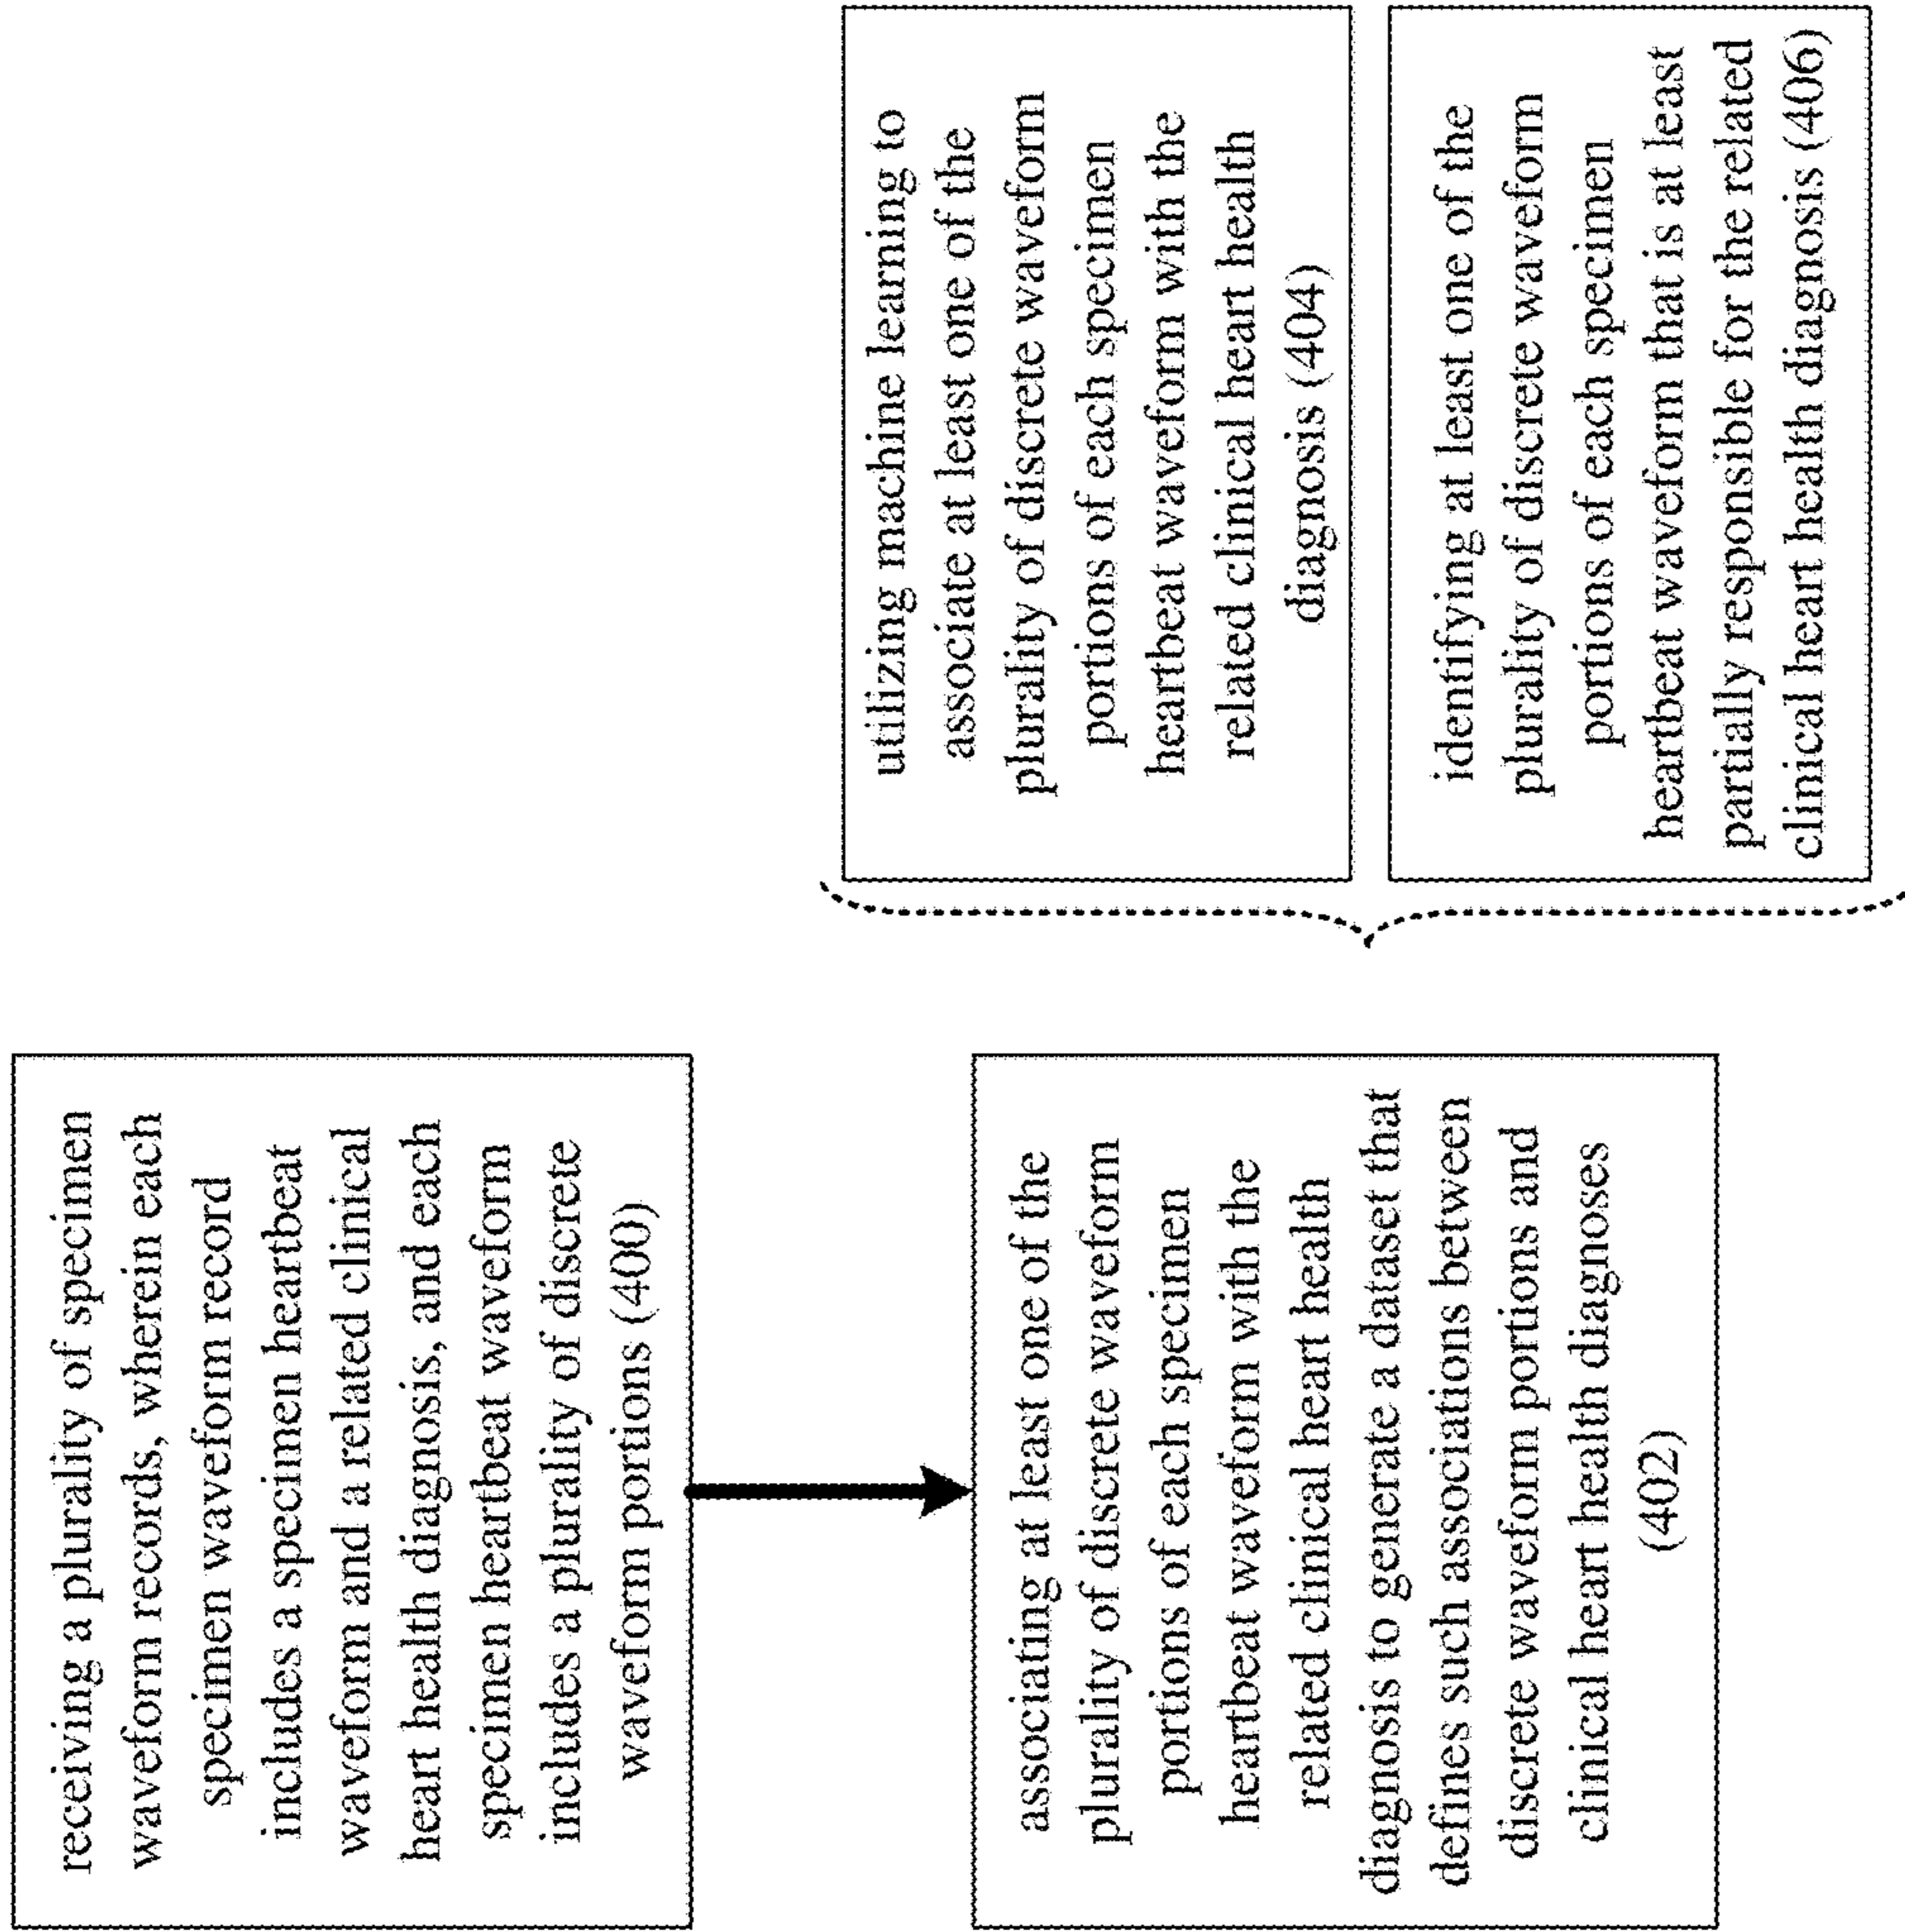 receiving a plurality of specimen
waveform records, wherein each
specimen waveform record
includes a specimen heartbeat
waveform and a related clinical
heart health diagnosis, and each
specimen heartbeat waveform
includes a plurality of discrete
waveform portions (400)
associating at least one of the
plurality of discrete waveform
portions of each specimen
heartbeat waveform with the
related clinical heart health
diagnosis to generate a dataset that
defines such associations between
discrete waveform portions and
clinical heart health diagnoses
(402)
utilizing machine learning to
associate at least one of the
plurality of discrete waveform
portions of each specimen
heartbeat waveform with the
related clinical heart health
diagnosis (404)
identifying at least one of the
plurality of discrete waveform
portions of each specimen
heartbeat waveform that is at least
partially responsible for the related
clinical heart health diagnosis (406)